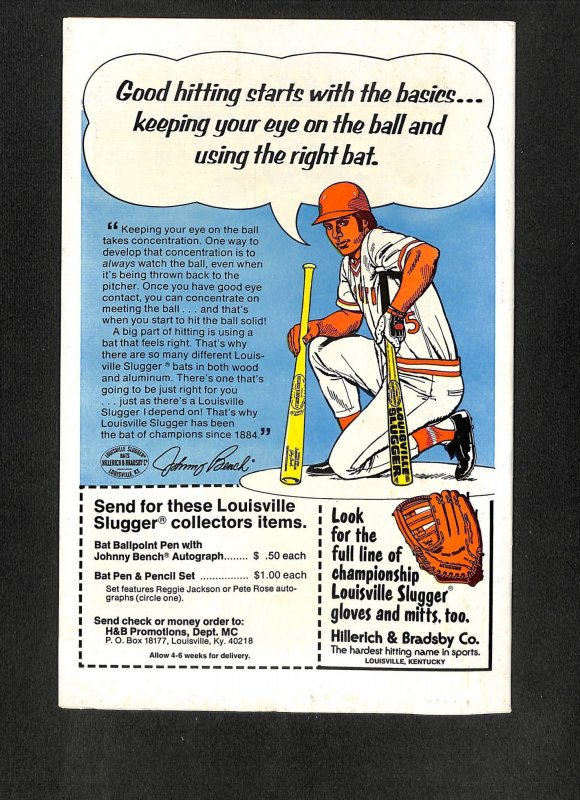 Good hitting starts with the basics...
keeping your eye on the ball and
using the right bat.
“Keeping your eye on the ball
takes concentration. One way to
develop that concentration is to
always watch the ball, even when
it's being thrown back to the
pitcher. Once you have good eye
contact, you can concentrate on
meeting the ball . . . and that's
when you start to hit the ball solid!
A big part of hitting is using a
bat that feels right. That's why
there are so many different Louis-
ville Slugger® bats in both wood
and aluminum. There's one that's
going to be just right for you
. . . just as there's a Louisville
Slugger I depend on! That's why
Louisville Slugger has been
the bat of champions since 1884.”
LOUISVILLE SLUGGER®
BATS
HILLERICH & BRADSBY Co
LOUISVILLE, KY.
Johnny Bench
5
LOUISVILLE
SLUGGER
Send for these Louisville
Slugger® collectors items.
Bat Ballpoint Pen with
Johnny Bench® Autograph....... $ .50 each
Bat Pen & Pencil Set ............... $1.00 each
Set features Reggie Jackson or Pete Rose auto-
graphs (circle one).
Send check or money order to:
H&B Promotions, Dept. MC
P. O. Box 18177, Louisville, Ky. 40218
Allow 4-6 weeks for delivery.
Look
for the
full line of
championship
Louisville Slugger®
gloves and mitts, too.
Hillerich & Bradsby Co.
The hardest hitting name in sports.
LOUISVILLE, KENTUCKY